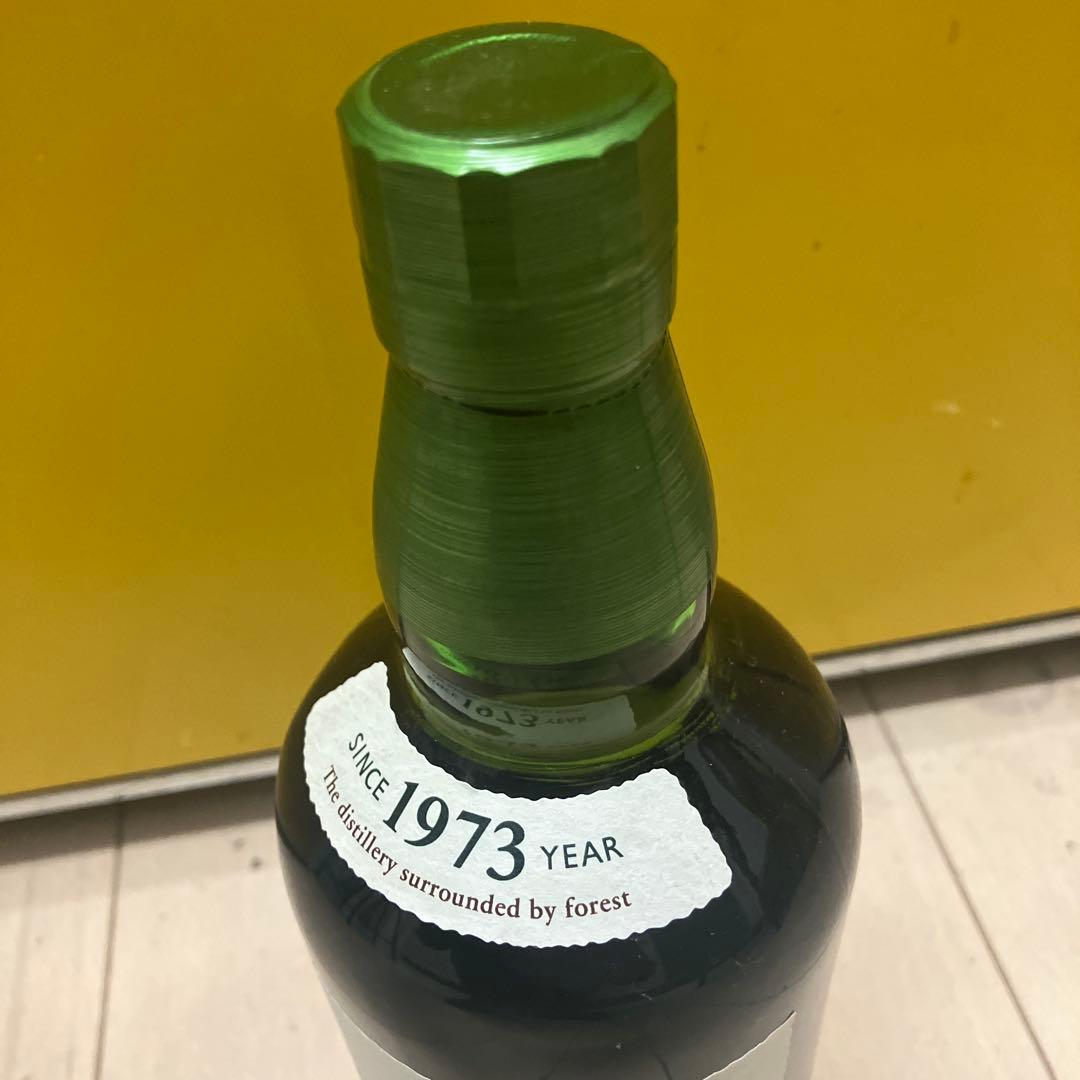 SINCE 1973 YEAR
The distillery surrounded by forest